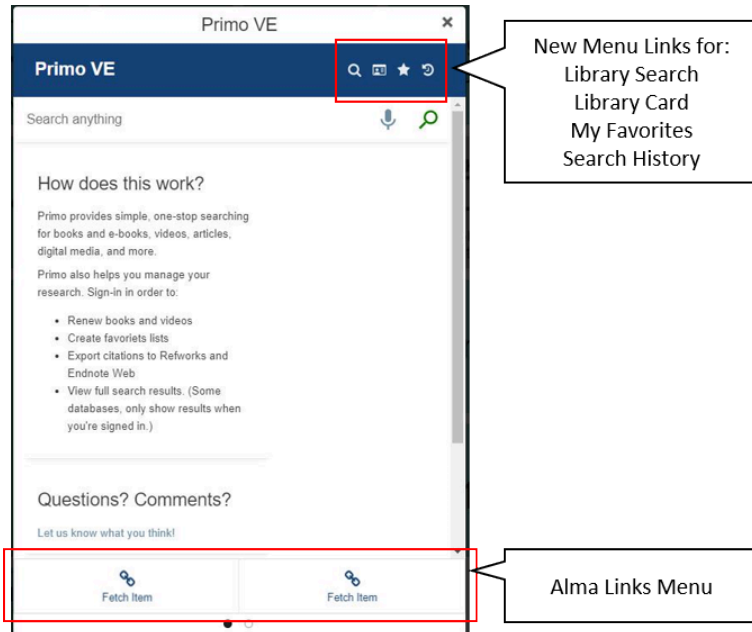 Primo VE
Primo VE
New Menu Links for:
Library Search
Library Card
My Favorites
Search History
Search anything
How does this work?
Primo provides simple, one-stop searching
for books and e-books, videos, articles,
digital media, and more.
Primo also helps you manage your
research. Sign-in in order to:
Renew books and videos
Create favoriets lists
Export citations to Refworks and
Endnote Web
View full search results. (Some
databases, only show results when
you're signed in.)
Questions? Comments?
Let us know what you think!
Fetch Item
Fetch Item
Alma Links Menu